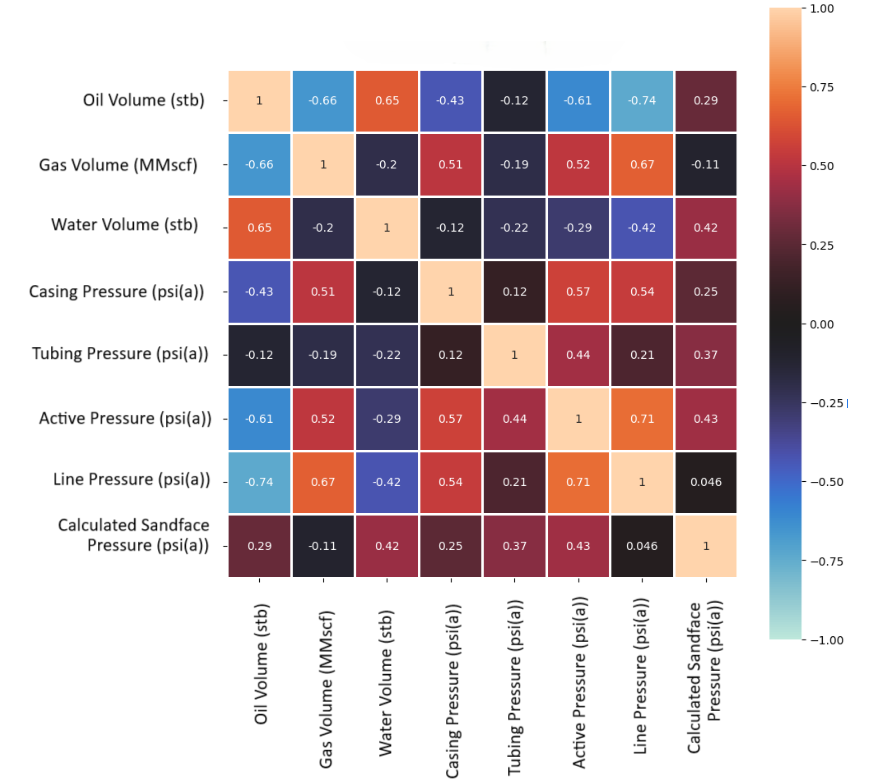 1.00
Oil Volume (stb) 1 -0.66 0.65 -0.43 -0.12 -0.61 -0.74 0.29
0.75
Gas Volume (MMscf) -0.66 1 -0.2 0.51 -0.19 0.52 0.67 -0.11
0.50
Water Volume (stb) 0.65 -0.2 1 -0.12 -0.22 -0.29 -0.42 0.42
0.25
Casing Pressure (psi(a)) -0.43 0.51 -0.12 1 0.12 0.57 0.54 0.25
0.00
Tubing Pressure (psi(a)) -0.12 -0.19 -0.22 0.12 1 0.44 0.21 0.37
−0.25
Active Pressure (psi(a)) -0.61 0.52 -0.29 0.57 0.44 1 0.71 0.43
−0.50
Line Pressure (psi(a)) -0.74 0.67 -0.42 0.54 0.21 0.71 1 0.046
Calculated Sandface
Pressure (psi(a)) 0.29 -0.11 0.42 0.25 0.37 0.43 0.046 1
−0.75
−1.00
Oil Volume (stb)
Gas Volume (MMscf)
Water Volume (stb)
Casing Pressure (psi(a))
Tubing Pressure (psi(a))
Active Pressure (psi(a))
Line Pressure (psi(a))
Calculated Sandface
Pressure (psi(a))